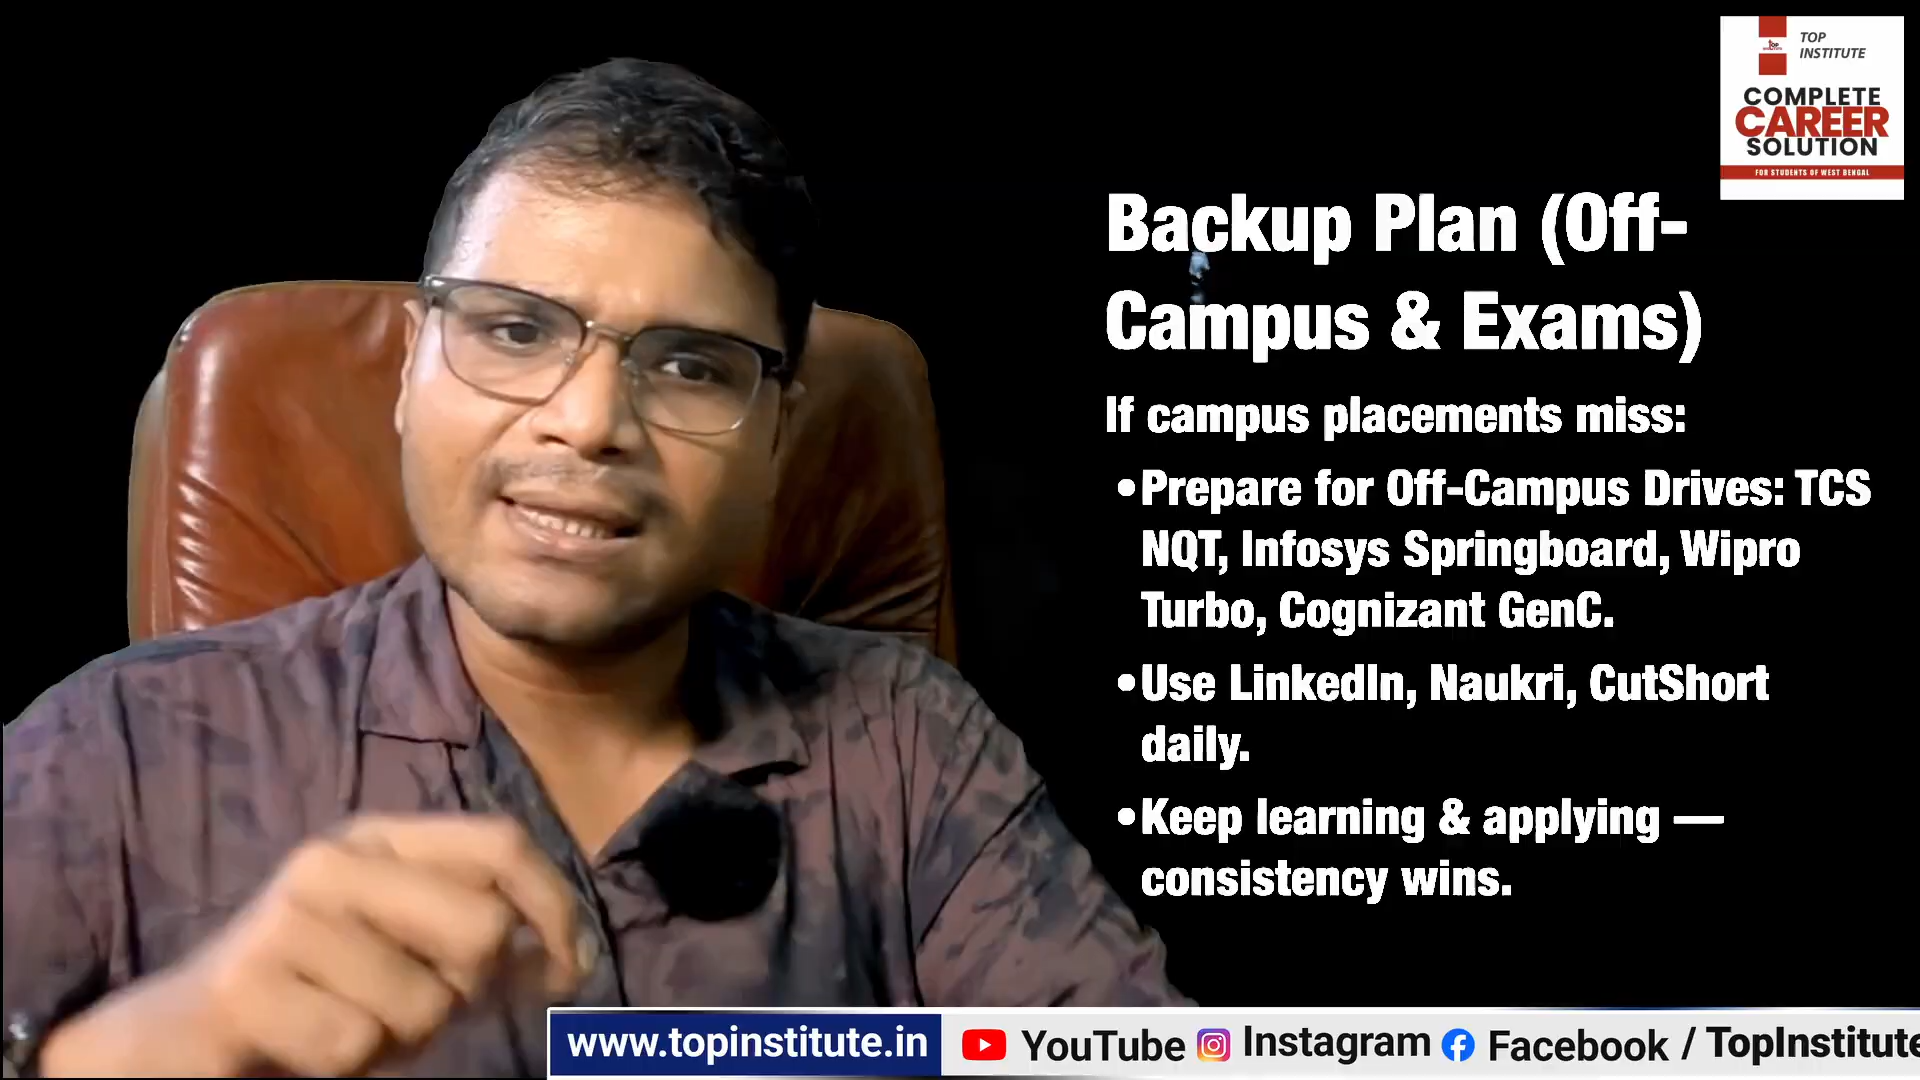 TOP
INSTITUTE
COMPLETE
CAREER
SOLUTION
FOR STUDENTS OF WEST BENGAL
Backup Plan (Off-
Campus & Exams)
If campus placements miss:
•Prepare for Off-Campus Drives: TCS
NQT, Infosys Springboard, Wipro
Turbo, Cognizant GenC.
•Use LinkedIn, Naukri, CutShort
daily.
•Keep learning & applying —
consistency wins.
www.topinstitute.in YouTube Instagram Facebook / TopInstitute